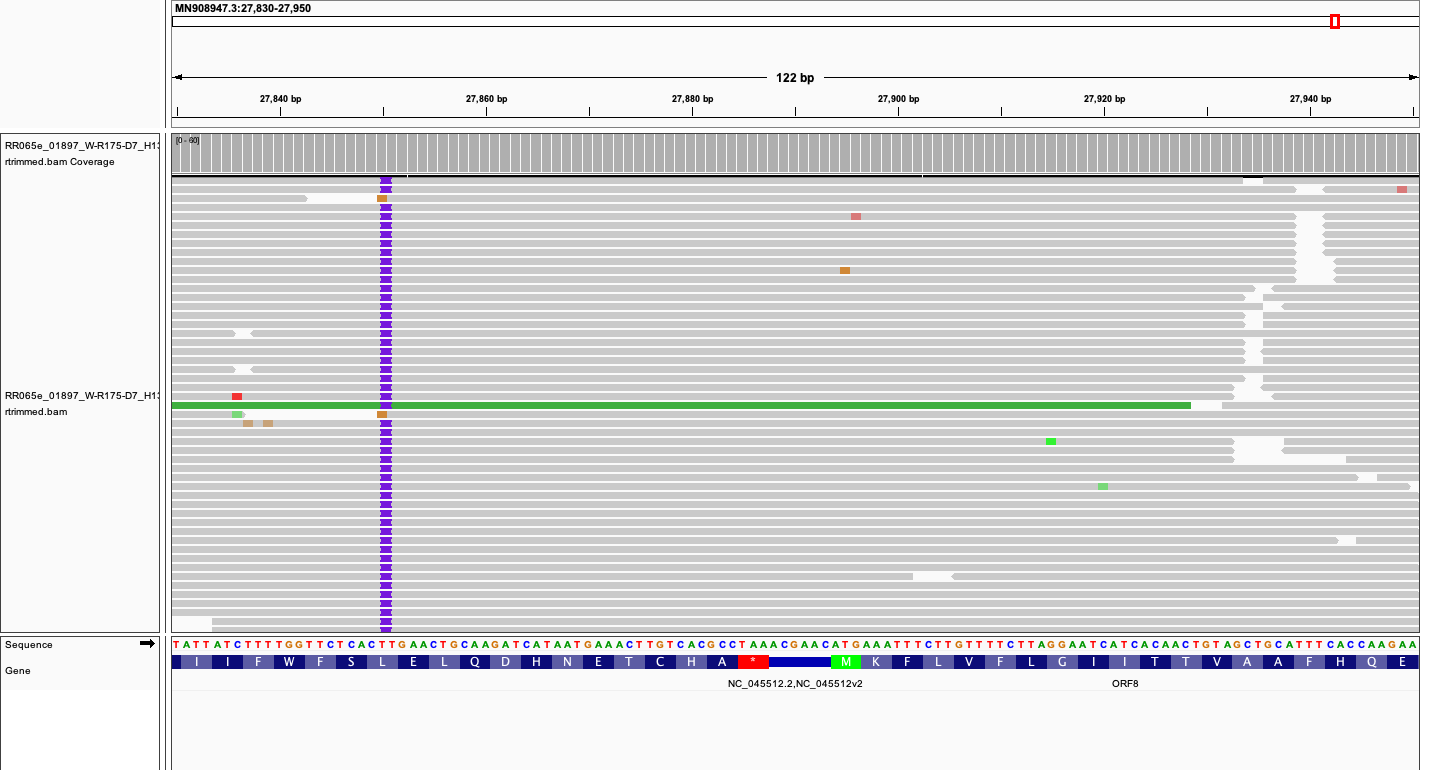 MN908947.3:27,830-27,950
122 bp
27,840 bp 27,860 bp 27,880 bp 27,900 bp 27,920 bp 27,940 bp
RR065e_01897_W-R175-D7_H1
rtrimmed.bam Coverage
[0 - 60]
RR065e_01897_W-R175-D7_H1
rtrimmed.bam
Sequence
TATTATCTTTTGGTTCTCACTTGAACTGCAAGATCATAATGAAACTTGTCACGCCTAAACGAACATGAAATTTCTTGTTTTCTTAGGAATCATCACAACTGTAGCTGCATTTCACCAAGAA
Gene
I I F W F S L E L Q D H N E T C H A * M K F L V F L G I I T T V A A F H Q E
NC_045512.2,NC_045512v2 ORF8